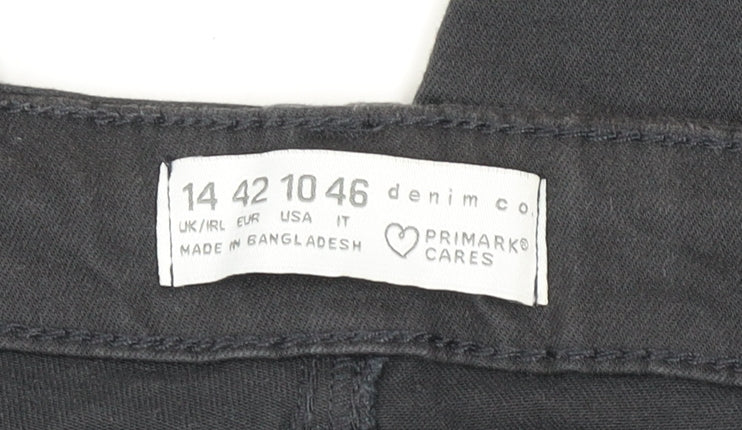 14 42 10 46
UK/IRL EUR USA IT
MADE IN BANGLADESH
denim co.
PRIMARK®
CARES